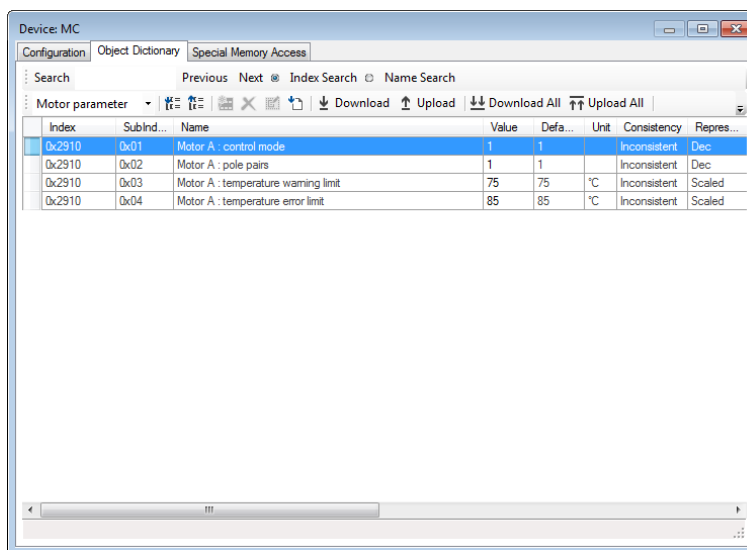 Device: MC
Configuration Object Dictionary Special Memory Access
Search Previous Next Index Search Name Search
Motor parameter Download Upload Download All Upload All
Index SubInd... Name Value Defa... Unit Consistency Repres...
0x2910 0x01 Motor A : control mode 1 1 Inconsistent Dec
0x2910 0x02 Motor A : pole pairs 1 1 Inconsistent Dec
0x2910 0x03 Motor A : temperature warning limit 75 75 °C Inconsistent Scaled
0x2910 0x04 Motor A : temperature error limit 85 85 °C Inconsistent Scaled